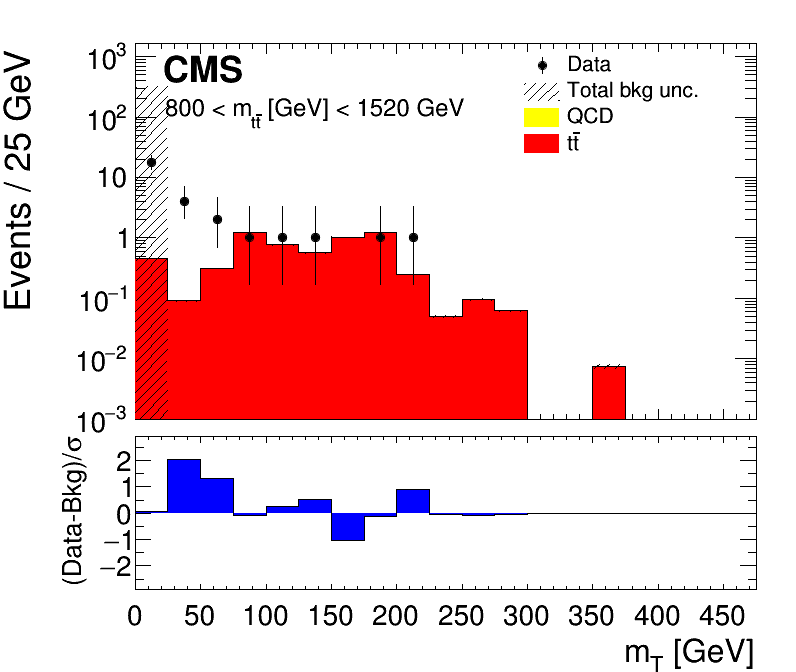 Events / 25 GeV
10³
10²
10
1
10⁻¹
10⁻²
10⁻³
CMS
800 < m_tt̄ [GeV] < 1520 GeV
Data
Total bkg unc.
QCD
tt̄
(Data-Bkg)/σ
2
1
0
−1
−2
0 50 100 150 200 250 300 350 400 450
m_T [GeV]